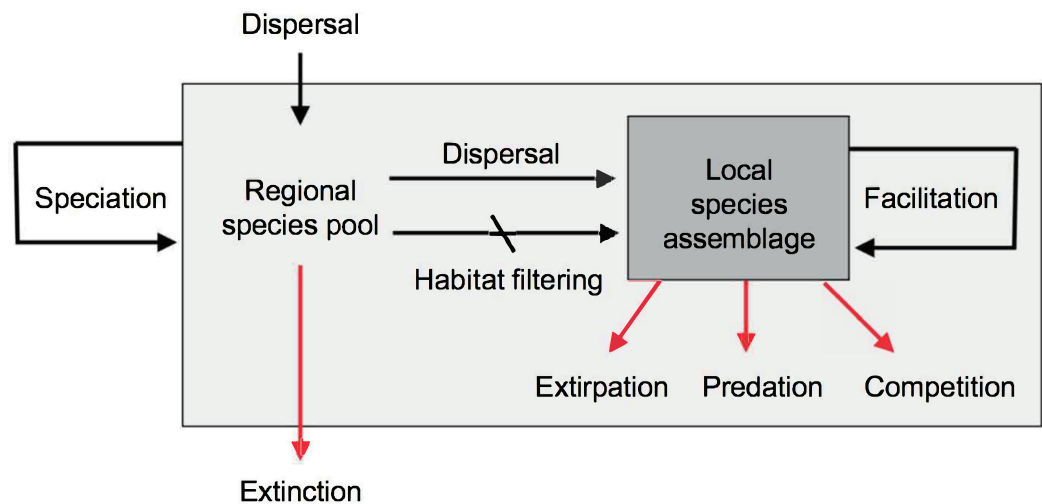 Dispersal
Speciation
Regional
species pool
Dispersal
Habitat filtering
Local
species
assemblage
Facilitation
Extirpation
Predation
Competition
Extinction